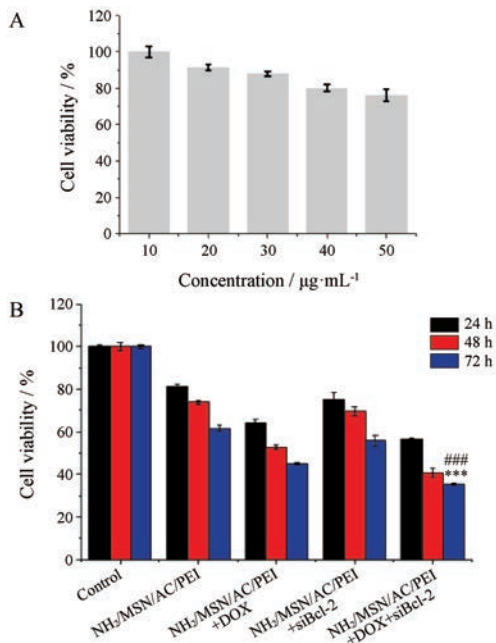 A
120
100
80
60
40
20
0
Cell viability / %
10 20 30 40 50
Concentration / μg·mL⁻¹
B
120
100
80
60
40
20
0
Cell viability / %
24 h
48 h
72 h
###
***
Control
NH₂/MSN/AC/PEI
NH₂/MSN/AC/PEI
+DOX
NH₂/MSN/AC/PEI
+siBcl-2
NH₂/MSN/AC/PEI
+DOX+siBcl-2